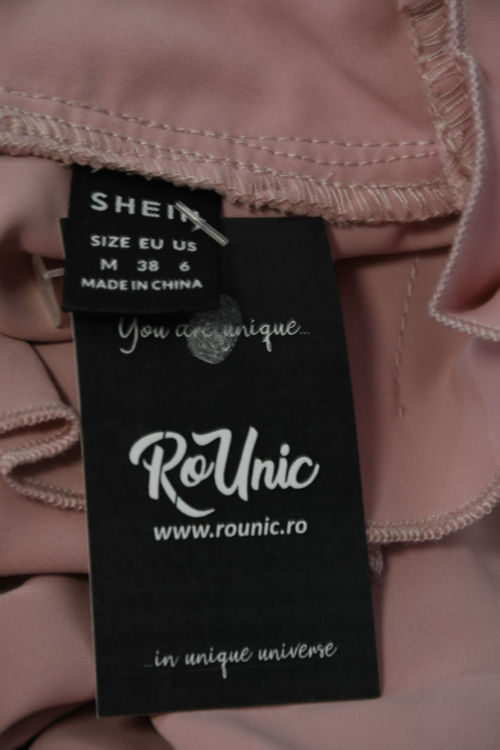 SHEIN
SIZE EU US
M 38 6
MADE IN CHINA
You are unique...
RoUnic
www.rounic.ro
...in unique universe